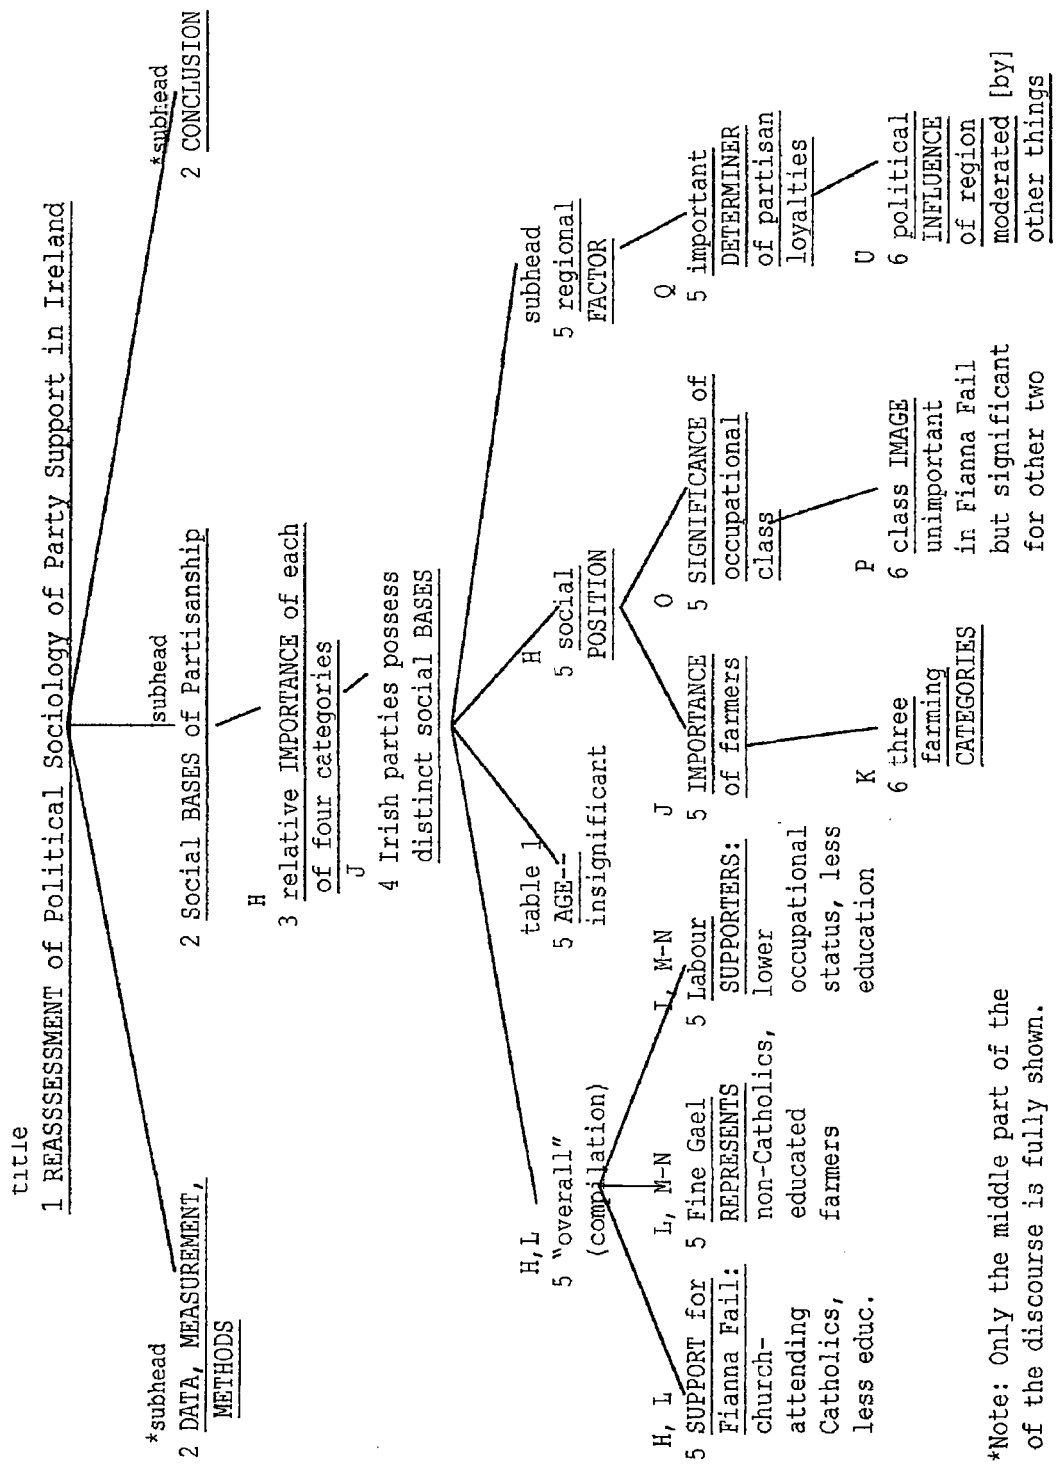 title
1 REASSSESSMENT of Political Sociology of Party Support in Ireland
*subhead
2 DATA, MEASUREMENT,
METHODS
subhead
2 Social BASES of Partisanship
*subhead
2 CONCLUSION
H
3 relative IMPORTANCE of each
of four categories
J
4 Irish parties possess
distinct social BASES
H,L
5 "overall"
(compilation)
table 1
5 AGE--
insignificant
H
5 social
POSITION
subhead
5 regional
FACTOR
H, L
5 SUPPORT for
Fianna Fail:
church-
attending
Catholics,
less educ.
L, M-N
5 Fine Gael
REPRESENTS
non-Catholics,
educated
farmers
L, M-N
5 Labour
SUPPORTERS:
lower
occupational
status, less
education
J
5 IMPORTANCE
of farmers
O
5 SIGNIFICANCE of
occupational
class
Q
5 important
DETERMINER
of partisan
loyalties
K
6 three
farming
CATEGORIES
P
6 class IMAGE
unimportant
in Fianna Fail
but significant
for other two
U
6 political
INFLUENCE
of region
moderated [by]
other things
*Note: Only the middle part of the
of the discourse is fully shown.